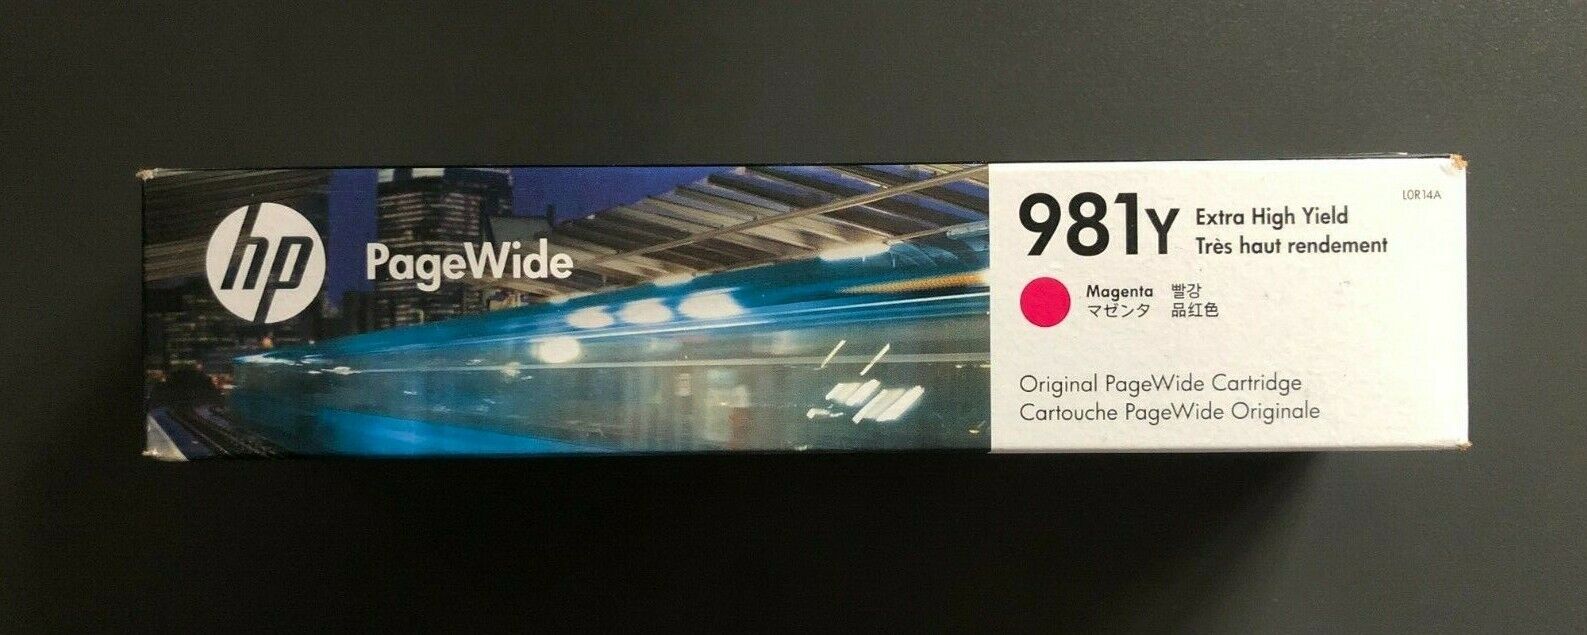 hp
PageWide
981Y
Extra High Yield
Très haut rendement
L0R14A
Magenta 빨강
マゼンタ 品红色
Original PageWide Cartridge
Cartouche PageWide Originale